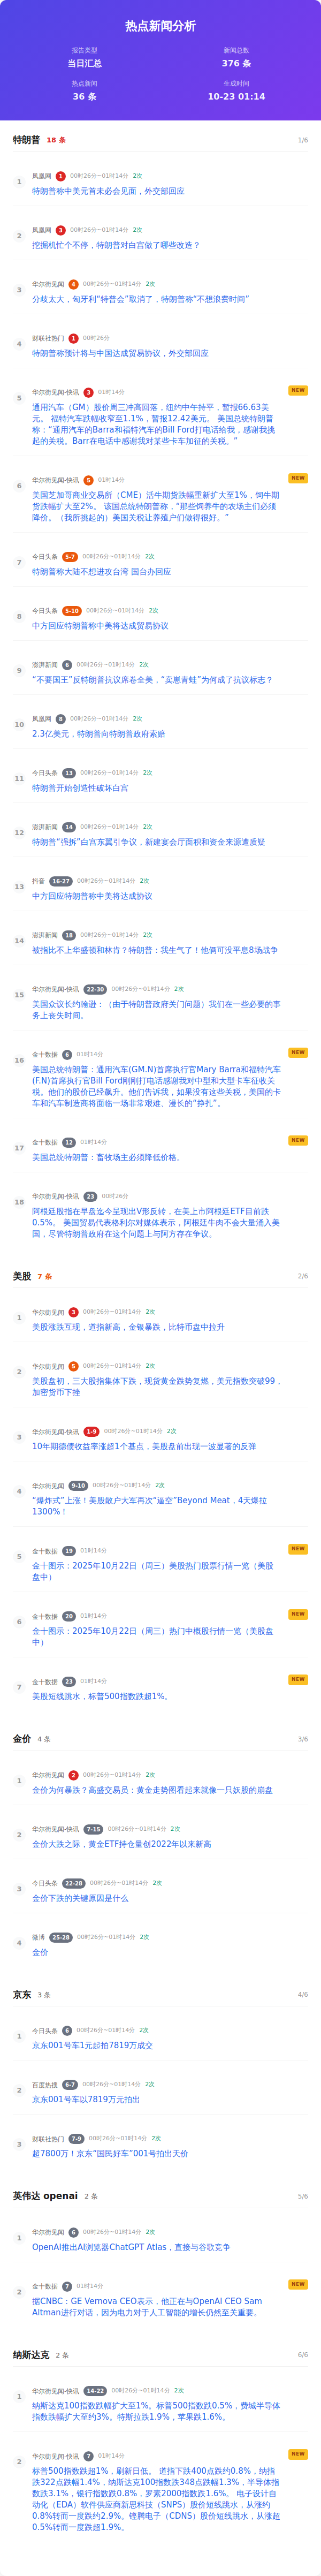 热点新闻分析
报告类型
新闻总数
当日汇总
376 条
热点新闻
生成时间
36 条
10-23 01:14
特朗普 18 条 1/6
1
凤凰网 1 00时26分~01时14分 2次
特朗普称中美元首未必会见面，外交部回应
2
凤凰网 3 00时26分~01时14分 2次
挖掘机忙个不停，特朗普对白宫做了哪些改造？
3
华尔街见闻 4 00时26分~01时14分 2次
分歧太大，匈牙利“特普会”取消了，特朗普称“不想浪费时间”
4
财联社热门 1 00时26分
特朗普称预计将与中国达成贸易协议，外交部回应
5
华尔街见闻-快讯 3 01时14分 NEW
通用汽车（GM）股价周三冲高回落，纽约中午持平，暂报66.63美
元。 福特汽车跌幅收窄至1.1%，暂报12.42美元。 美国总统特朗普
称：“通用汽车的Barra和福特汽车的Bill Ford打电话给我，感谢我挑
起的关税。Barr在电话中感谢我对某些卡车加征的关税。”
6
华尔街见闻-快讯 5 01时14分 NEW
美国芝加哥商业交易所（CME）活牛期货跌幅重新扩大至1%，饲牛期
货跌幅扩大至2%。 该国总统特朗普称，“那些饲养牛的农场主们必须
降价。（我所挑起的）美国关税让养殖户们做得很好。”
7
今日头条 5-7 00时26分~01时14分 2次
特朗普称大陆不想进攻台湾 国台办回应
8
今日头条 5-10 00时26分~01时14分 2次
中方回应特朗普称中美将达成贸易协议
9
澎湃新闻 6 00时26分~01时14分 2次
“不要国王”反特朗普抗议席卷全美，“卖崽青蛙”为何成了抗议标志？
10
凤凰网 8 00时26分~01时14分 2次
2.3亿美元，特朗普向特朗普政府索赔
11
今日头条 13 00时26分~01时14分 2次
特朗普开始创造性破坏白宫
12
澎湃新闻 14 00时26分~01时14分 2次
特朗普“强拆”白宫东翼引争议，新建宴会厅面积和资金来源遭质疑
13
抖音 16-27 00时26分~01时14分 2次
中方回应特朗普称中美将达成协议
14
澎湃新闻 18 00时26分~01时14分 2次
被指比不上华盛顿和林肯？特朗普：我生气了！他俩可没平息8场战争
15
华尔街见闻-快讯 22-30 00时26分~01时14分 2次
美国众议长约翰逊：（由于特朗普政府关门问题）我们在一些必要的事
务上丧失时间。
16
金十数据 6 01时14分 NEW
美国总统特朗普：通用汽车(GM.N)首席执行官Mary Barra和福特汽车
(F.N)首席执行官Bill Ford刚刚打电话感谢我对中型和大型卡车征收关
税。他们的股价已经飙升。他们告诉我，如果没有这些关税，美国的卡
车和汽车制造商将面临一场非常艰难、漫长的“挣扎”。
17
金十数据 12 01时14分 NEW
美国总统特朗普：畜牧场主必须降低价格。
18
华尔街见闻-快讯 23 00时26分
阿根廷股指在早盘迄今呈现出V形反转，在美上市阿根廷ETF目前跌
0.5%。 美国贸易代表格利尔对媒体表示，阿根廷牛肉不会大量涌入美
国，尽管特朗普政府在这个问题上与阿方存在争议。
美股 7 条 2/6
1
华尔街见闻 3 00时26分~01时14分 2次
美股涨跌互现，道指新高，金银暴跌，比特币盘中拉升
2
华尔街见闻 5 00时26分~01时14分 2次
美股盘初，三大股指集体下跌，现货黄金跌势复燃，美元指数突破99，
加密货币下挫
3
华尔街见闻-快讯 1-9 00时26分~01时14分 2次
10年期德债收益率涨超1个基点，美股盘前出现一波显著的反弹
4
华尔街见闻 9-10 00时26分~01时14分 2次
“爆炸式”上涨！美股散户大军再次“逼空”Beyond Meat，4天爆拉
1300%！
5
金十数据 19 01时14分 NEW
金十图示：2025年10月22日（周三）美股热门股票行情一览（美股
盘中）
6
金十数据 20 01时14分 NEW
金十图示：2025年10月22日（周三）热门中概股行情一览（美股盘
中）
7
金十数据 23 01时14分 NEW
美股短线跳水，标普500指数跌超1%。
金价 4 条 3/6
1
华尔街见闻 2 00时26分~01时14分 2次
金价为何暴跌？高盛交易员：黄金走势图看起来就像一只妖股的崩盘
2
华尔街见闻-快讯 7-15 00时26分~01时14分 2次
金价大跌之际，黄金ETF持仓量创2022年以来新高
3
今日头条 22-28 00时26分~01时14分 2次
金价下跌的关键原因是什么
4
微博 25-28 00时26分~01时14分 2次
金价
京东 3 条 4/6
1
今日头条 6 00时26分~01时14分 2次
京东001号车1元起拍7819万成交
2
百度热搜 6-7 00时26分~01时14分 2次
京东001号车以7819万元拍出
3
财联社热门 7-9 00时26分~01时14分 2次
超7800万！京东“国民好车”001号拍出天价
英伟达 openai 2 条 5/6
1
华尔街见闻 6 00时26分~01时14分 2次
OpenAI推出AI浏览器ChatGPT Atlas，直接与谷歌竞争
2
金十数据 7 01时14分 NEW
据CNBC：GE Vernova CEO表示，他正在与OpenAI CEO Sam
Altman进行对话，因为电力对于人工智能的增长仍然至关重要。
纳斯达克 2 条 6/6
1
华尔街见闻-快讯 14-22 00时26分~01时14分 2次
纳斯达克100指数跌幅扩大至1%。标普500指数跌0.5%，费城半导体
指数跌幅扩大至约3%。特斯拉跌1.9%，苹果跌1.6%。
2
华尔街见闻-快讯 7 01时14分 NEW
标普500指数跌超1%，刷新日低。 道指下跌400点跌约0.8%，纳指
跌322点跌幅1.4%，纳斯达克100指数跌348点跌幅1.3%，半导体指
数跌3.1%，银行指数跌0.8%，罗素2000指数跌1.6%。 电子设计自
动化（EDA）软件供应商新思科技（SNPS）股价短线跳水，从涨约
0.8%转而一度跌约2.9%。铿腾电子（CDNS）股价短线跳水，从涨超
0.5%转而一度跌超1.9%。